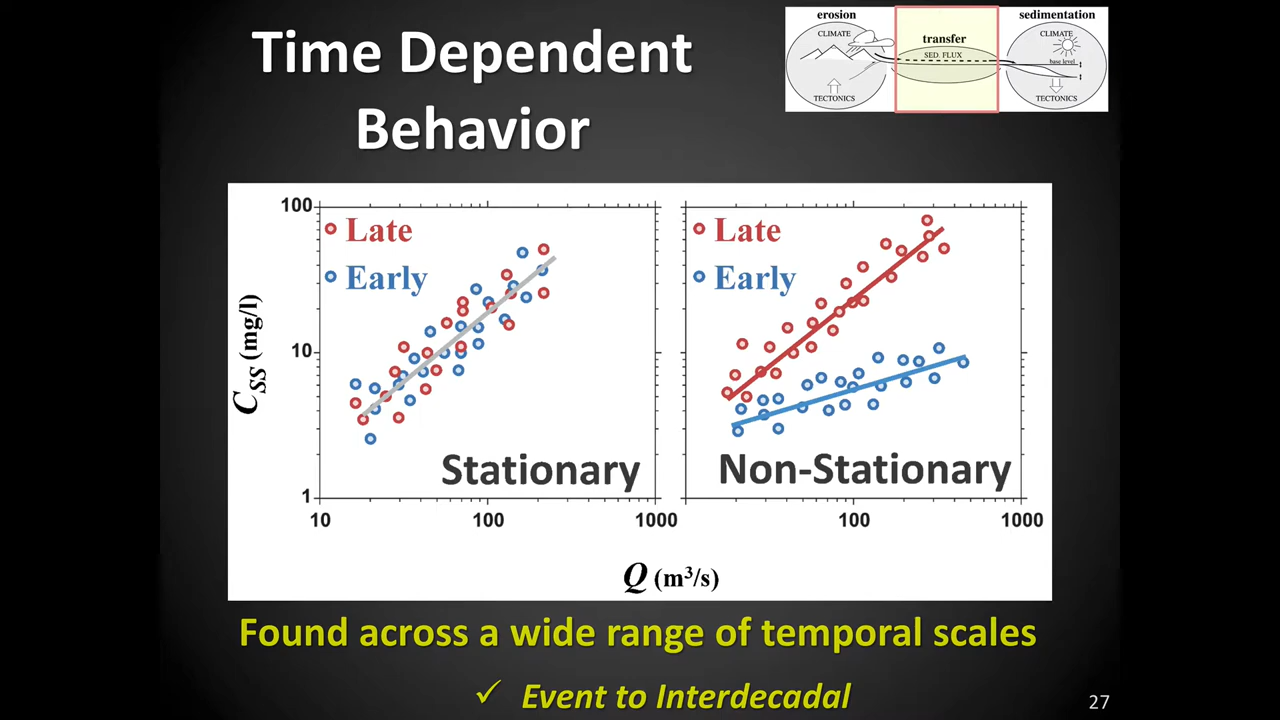 Time Dependent
Behavior
erosion
transfer
sedimentation
CLIMATE
SED. FLUX
CLIMATE
base level
TECTONICS
TECTONICS
100
10
1
C_SS (mg/l)
Late
Early
Stationary
10
100
1000
Late
Early
Non-Stationary
100
1000
Q (m³/s)
Found across a wide range of temporal scales
✓ Event to Interdecadal
27